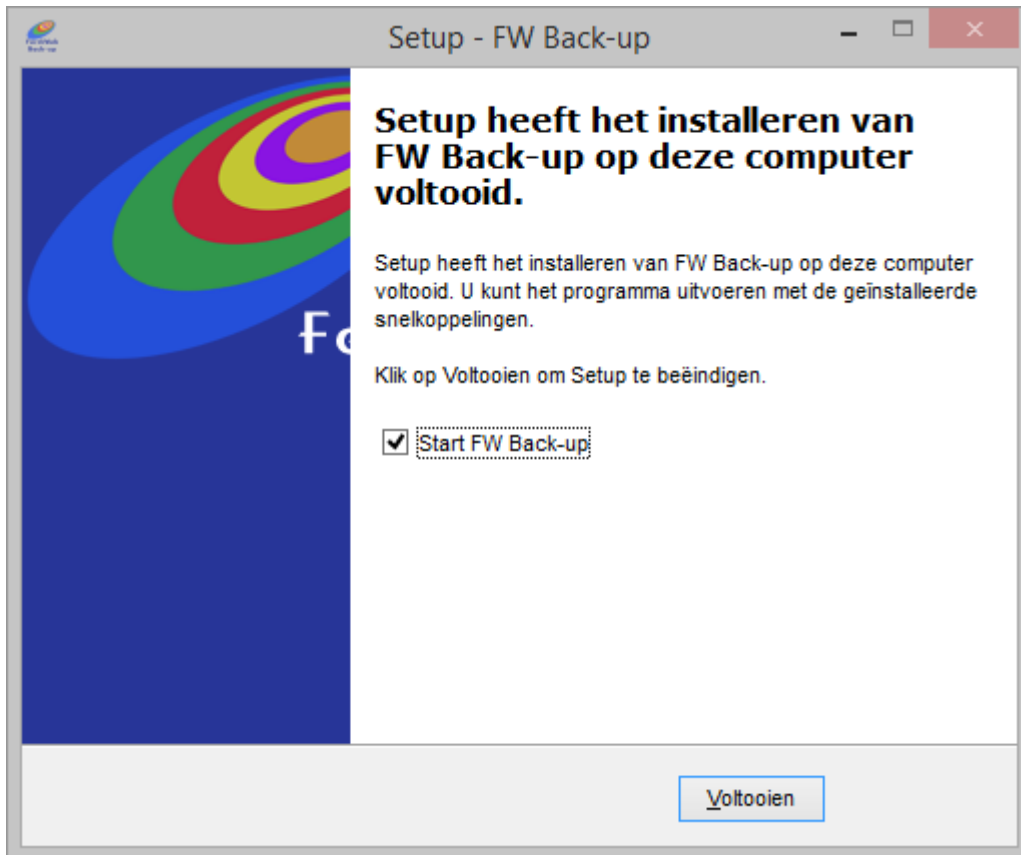 Setup - FW Back-up
Setup heeft het installeren van
FW Back-up op deze computer
voltooid.
Setup heeft het installeren van FW Back-up op deze computer
voltooid. U kunt het programma uitvoeren met de geïnstalleerde
snelkoppelingen.
Fe
Klik op Voltooien om Setup te beëindigen.
Start FW Back-up
Voltooien